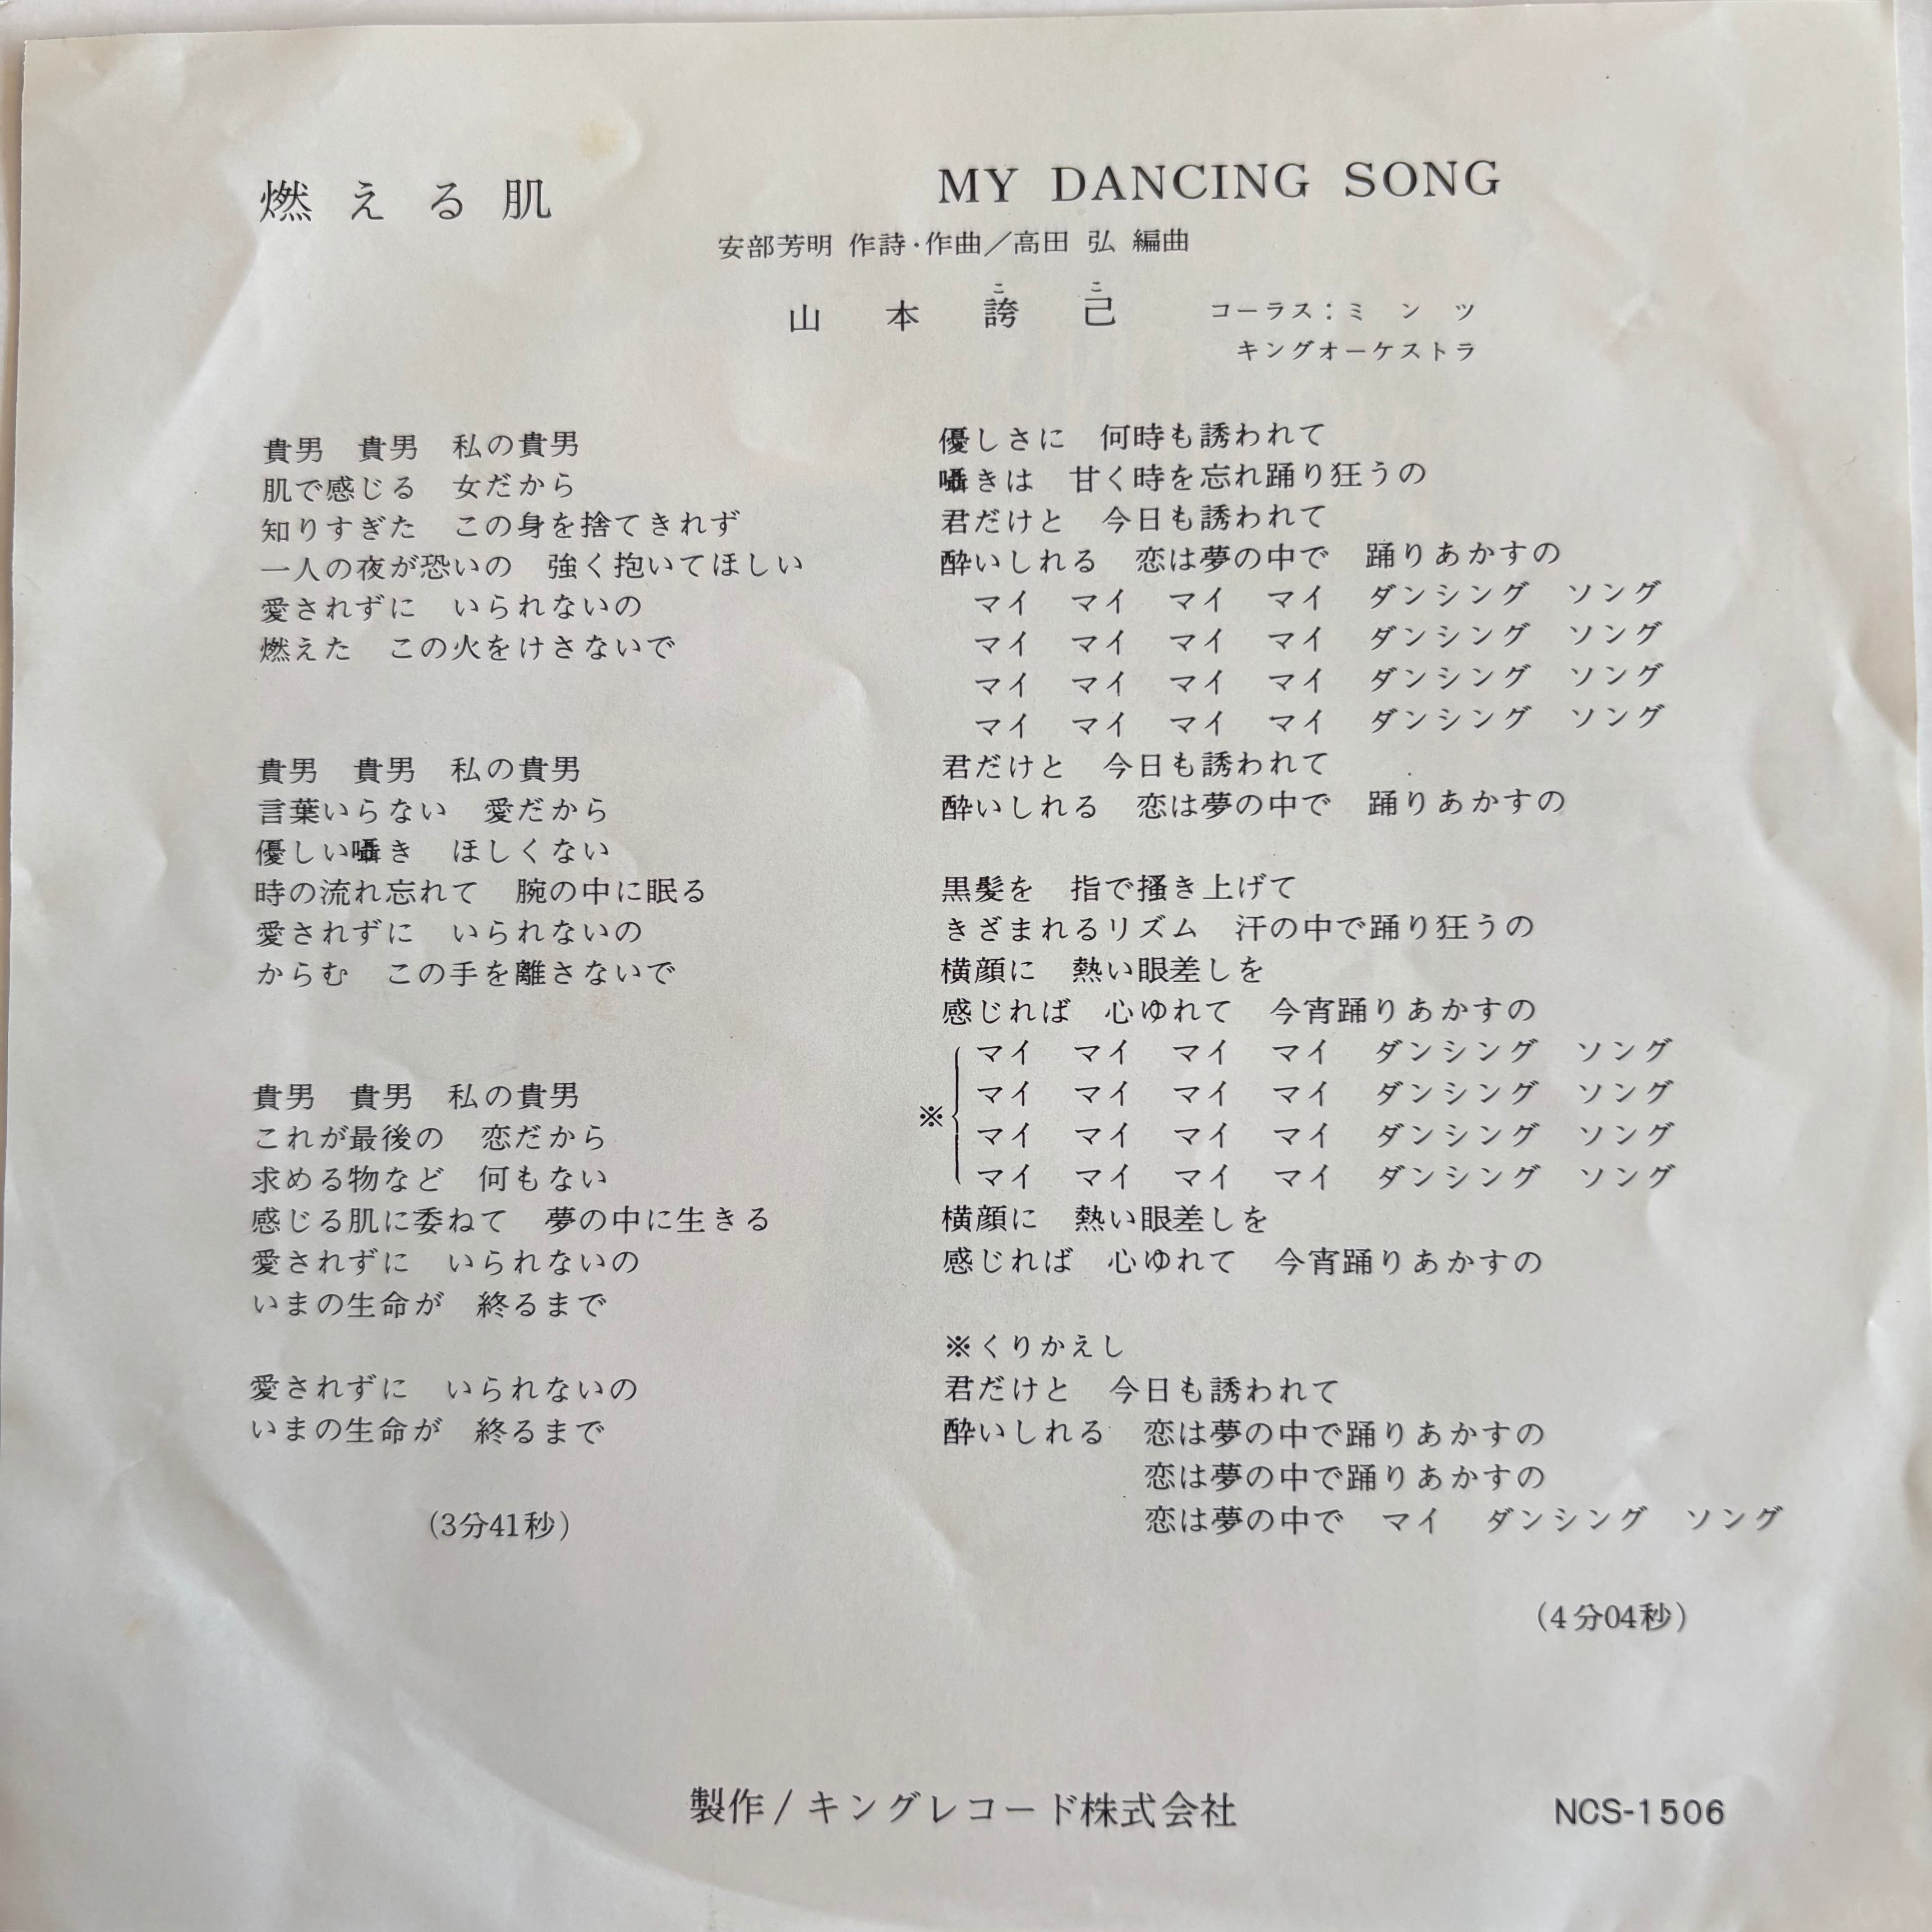 燃える肌
MY DANCING SONG
安部芳明 作詩・作曲／高田 弘 編曲
こ こ
山本誇己
コーラス：ミンツ
キングオーケストラ
貴男　貴男　私の貴男
肌で感じる　女だから
知りすぎた　この身を捨てきれず
一人の夜が恐いの　強く抱いてほしい
愛されずに　いられないの
燃えた　この火をけさないで
貴男　貴男　私の貴男
言葉いらない　愛だから
優しい囁き　ほしくない
時の流れ忘れて　腕の中に眠る
愛されずに　いられないの
からむ　この手を離さないで
貴男　貴男　私の貴男
これが最後の　恋だから
求める物など　何もない
感じる肌に委ねて　夢の中に生きる
愛されずに　いられないの
いまの生命が　終るまで
愛されずに　いられないの
いまの生命が　終るまで
（3分41秒）
優しさに　何時も誘われて
囁きは　甘く時を忘れ踊り狂うの
君だけと　今日も誘われて
酔いしれる　恋は夢の中で　踊りあかすの
マイ　マイ　マイ　マイ　ダンシング　ソング
マイ　マイ　マイ　マイ　ダンシング　ソング
マイ　マイ　マイ　マイ　ダンシング　ソング
マイ　マイ　マイ　マイ　ダンシング　ソング
君だけと　今日も誘われて
酔いしれる　恋は夢の中で　踊りあかすの
黒髪を　指で掻き上げて
きざまれるリズム　汗の中で踊り狂うの
横顔に　熱い眼差しを
感じれば　心ゆれて　今宵踊りあかすの
マイ　マイ　マイ　マイ　ダンシング　ソング
マイ　マイ　マイ　マイ　ダンシング　ソング
※
マイ　マイ　マイ　マイ　ダンシング　ソング
マイ　マイ　マイ　マイ　ダンシング　ソング
横顔に　熱い眼差しを
感じれば　心ゆれて　今宵踊りあかすの
※くりかえし
君だけと　今日も誘われて
酔いしれる　恋は夢の中で踊りあかすの
恋は夢の中で踊りあかすの
恋は夢の中で　マイ　ダンシング　ソング
（4分04秒）
製作/キングレコード株式会社
NCS-1506